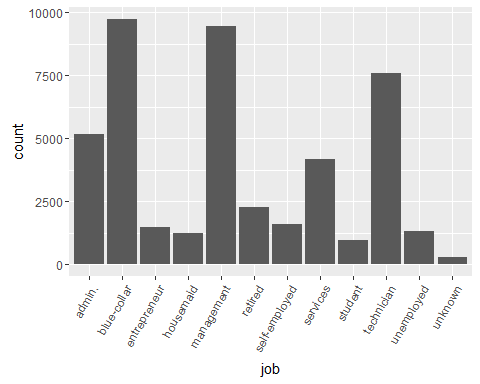 10000
7500
5000
2500
0
count
admin.
blue-collar
entrepreneur
housemaid
management
retired
self-employed
services
student
technician
unemployed
unknown
job